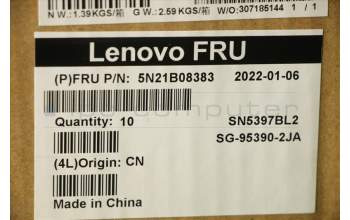 N W.: 1.39KGS/箱 G W.: 2.59 KGS/箱 W/O:307185144 1 / 1
Lenovo FRU
(P)FRU P/N: 5N21B08383 2022-01-06
Quantity: 10 SN5397BL2
SG-95390-2JA
(4L)Origin: CN
Made in China